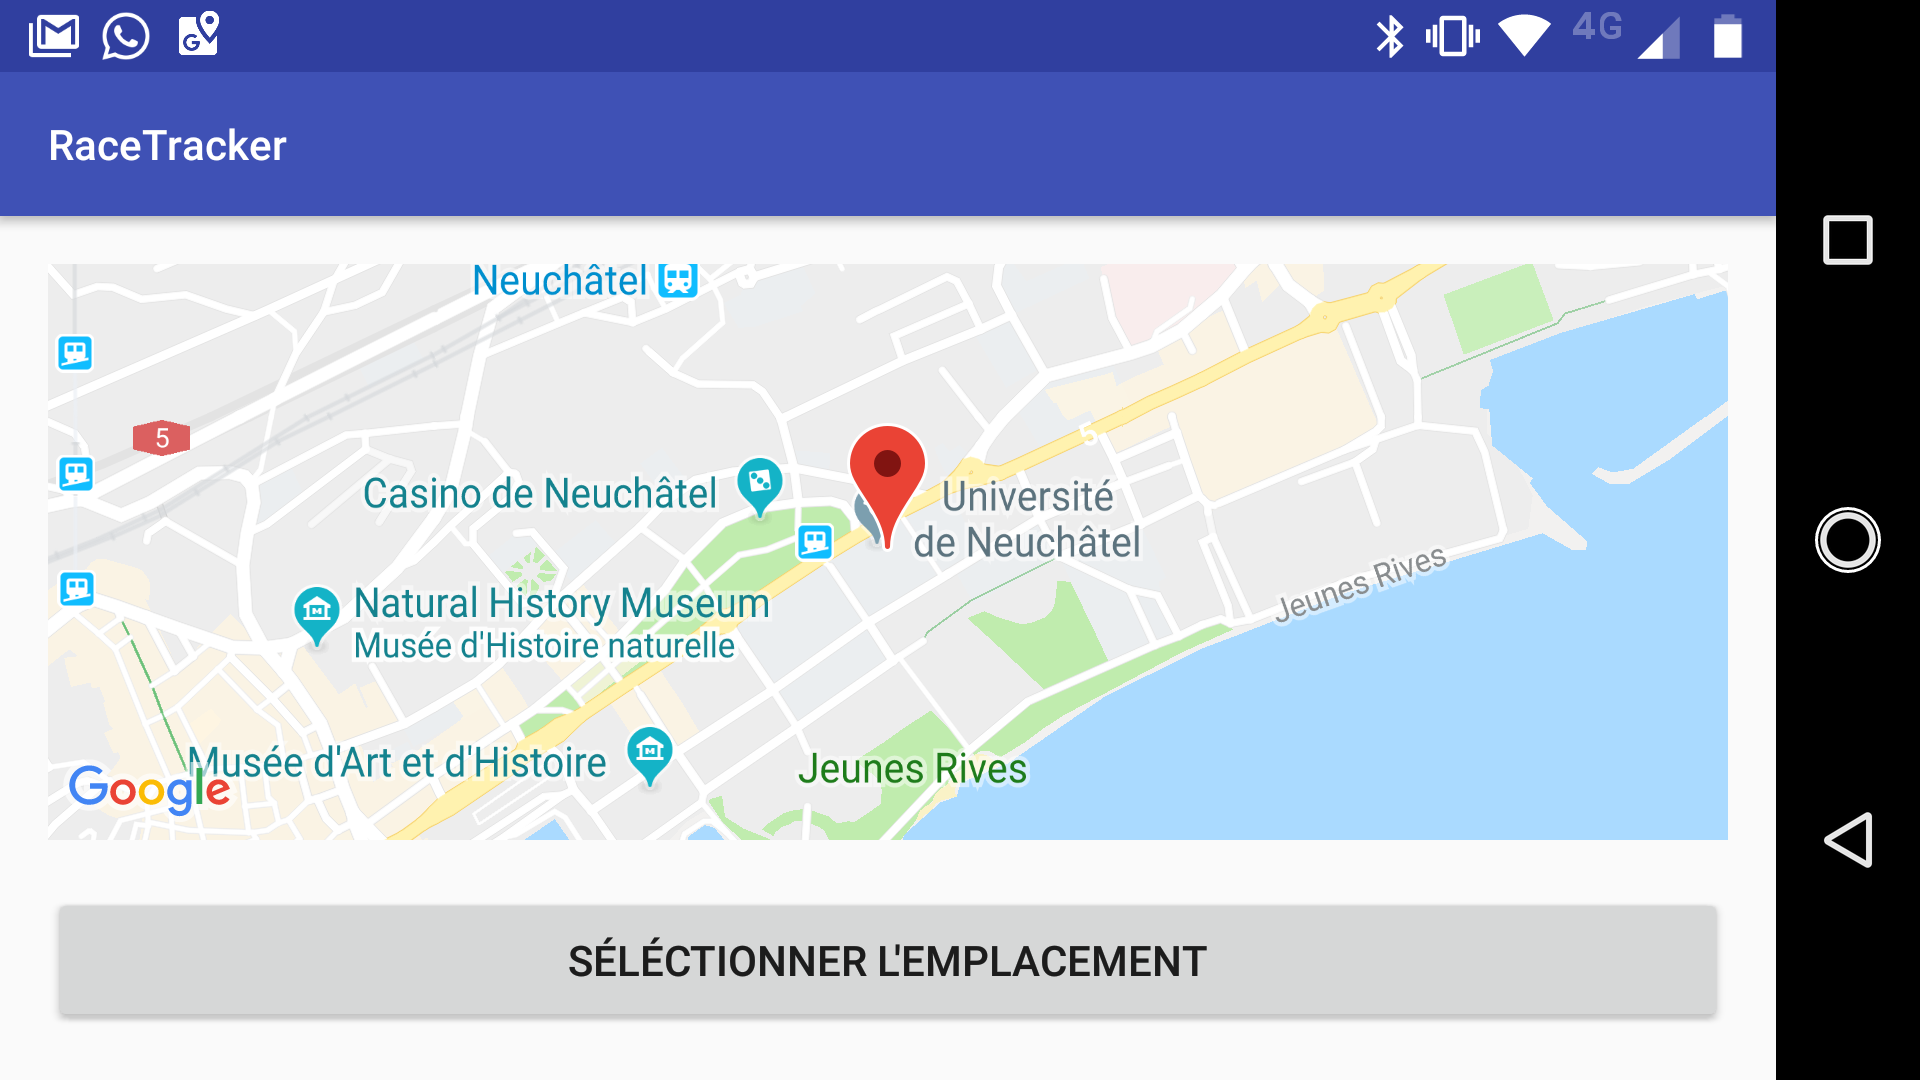 4G
RaceTracker
Neuchâtel
5
5
Casino de Neuchâtel
Université
de Neuchâtel
Natural History Museum
Musée d'Histoire naturelle
Jeunes Rives
Musée d'Art et d'Histoire
Jeunes Rives
Google
SÉLÉCTIONNER L'EMPLACEMENT